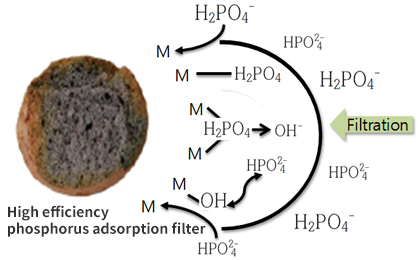 H₂PO₄⁻
HPO₄²⁻
M
M H₂PO₄
H₂PO₄⁻
M
H₂PO₄ OH⁻
Filtration
M
HPO₄²⁻
HPO₄²⁻
M
OH
M
H₂PO₄⁻
HPO₄²⁻
High efficiency
phosphorus adsorption filter